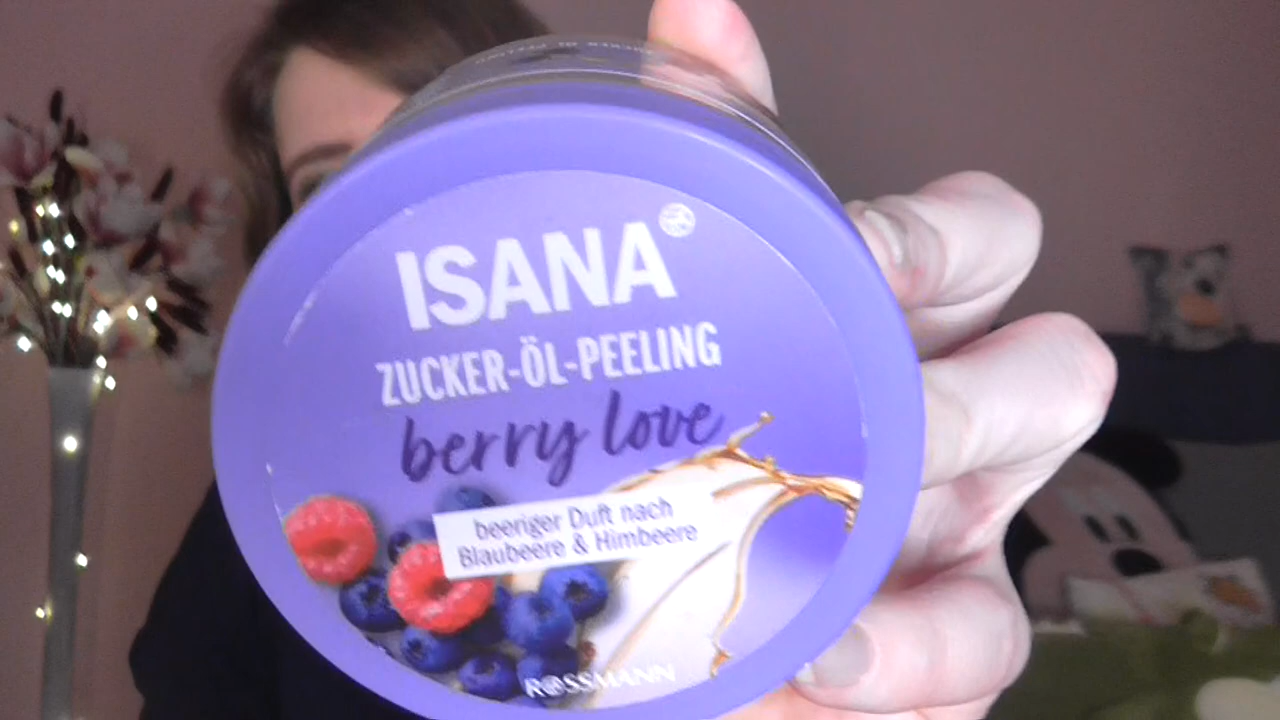 ISANA
ZUCKER-ÖL-PEELING
berry love
beeriger Duft nach
Blaubeere & Himbeere
ROSSMANN